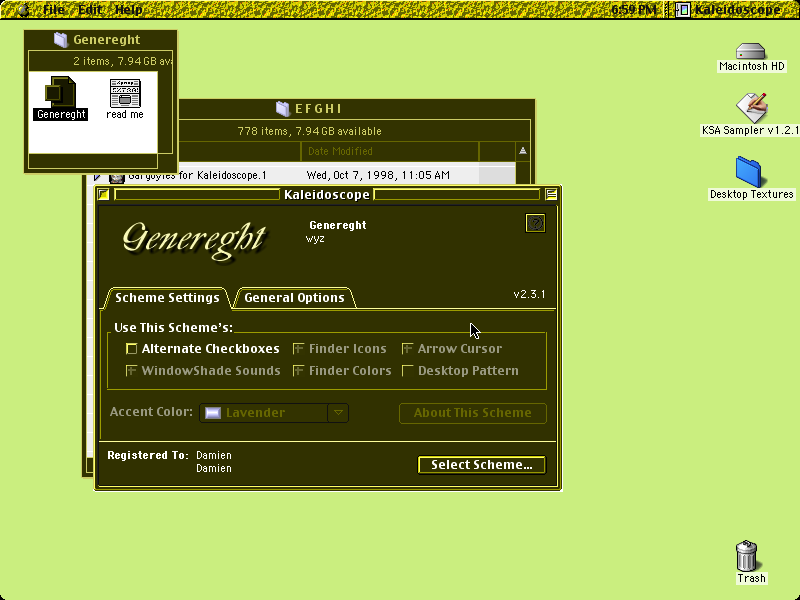 File Edit Help
6:59 PM
Kaleidoscope
Genereght
2 items, 7.94 GB av
Genereght
read me
E F G H I
778 items, 7.94 GB available
Date Modified
Gargoyles for Kaleidoscope.1
Wed, Oct 7, 1998, 11:05 AM
Kaleidoscope
Genereght
Genereght
wyz
?
Scheme Settings
General Options
v2.3.1
Use This Scheme's:
Alternate Checkboxes
Finder Icons
Arrow Cursor
WindowShade Sounds
Finder Colors
Desktop Pattern
Accent Color:
Lavender
About This Scheme
Registered To:
Damien
Damien
Select Scheme...
Macintosh HD
KSA Sampler v1.2.1
Desktop Textures
Trash